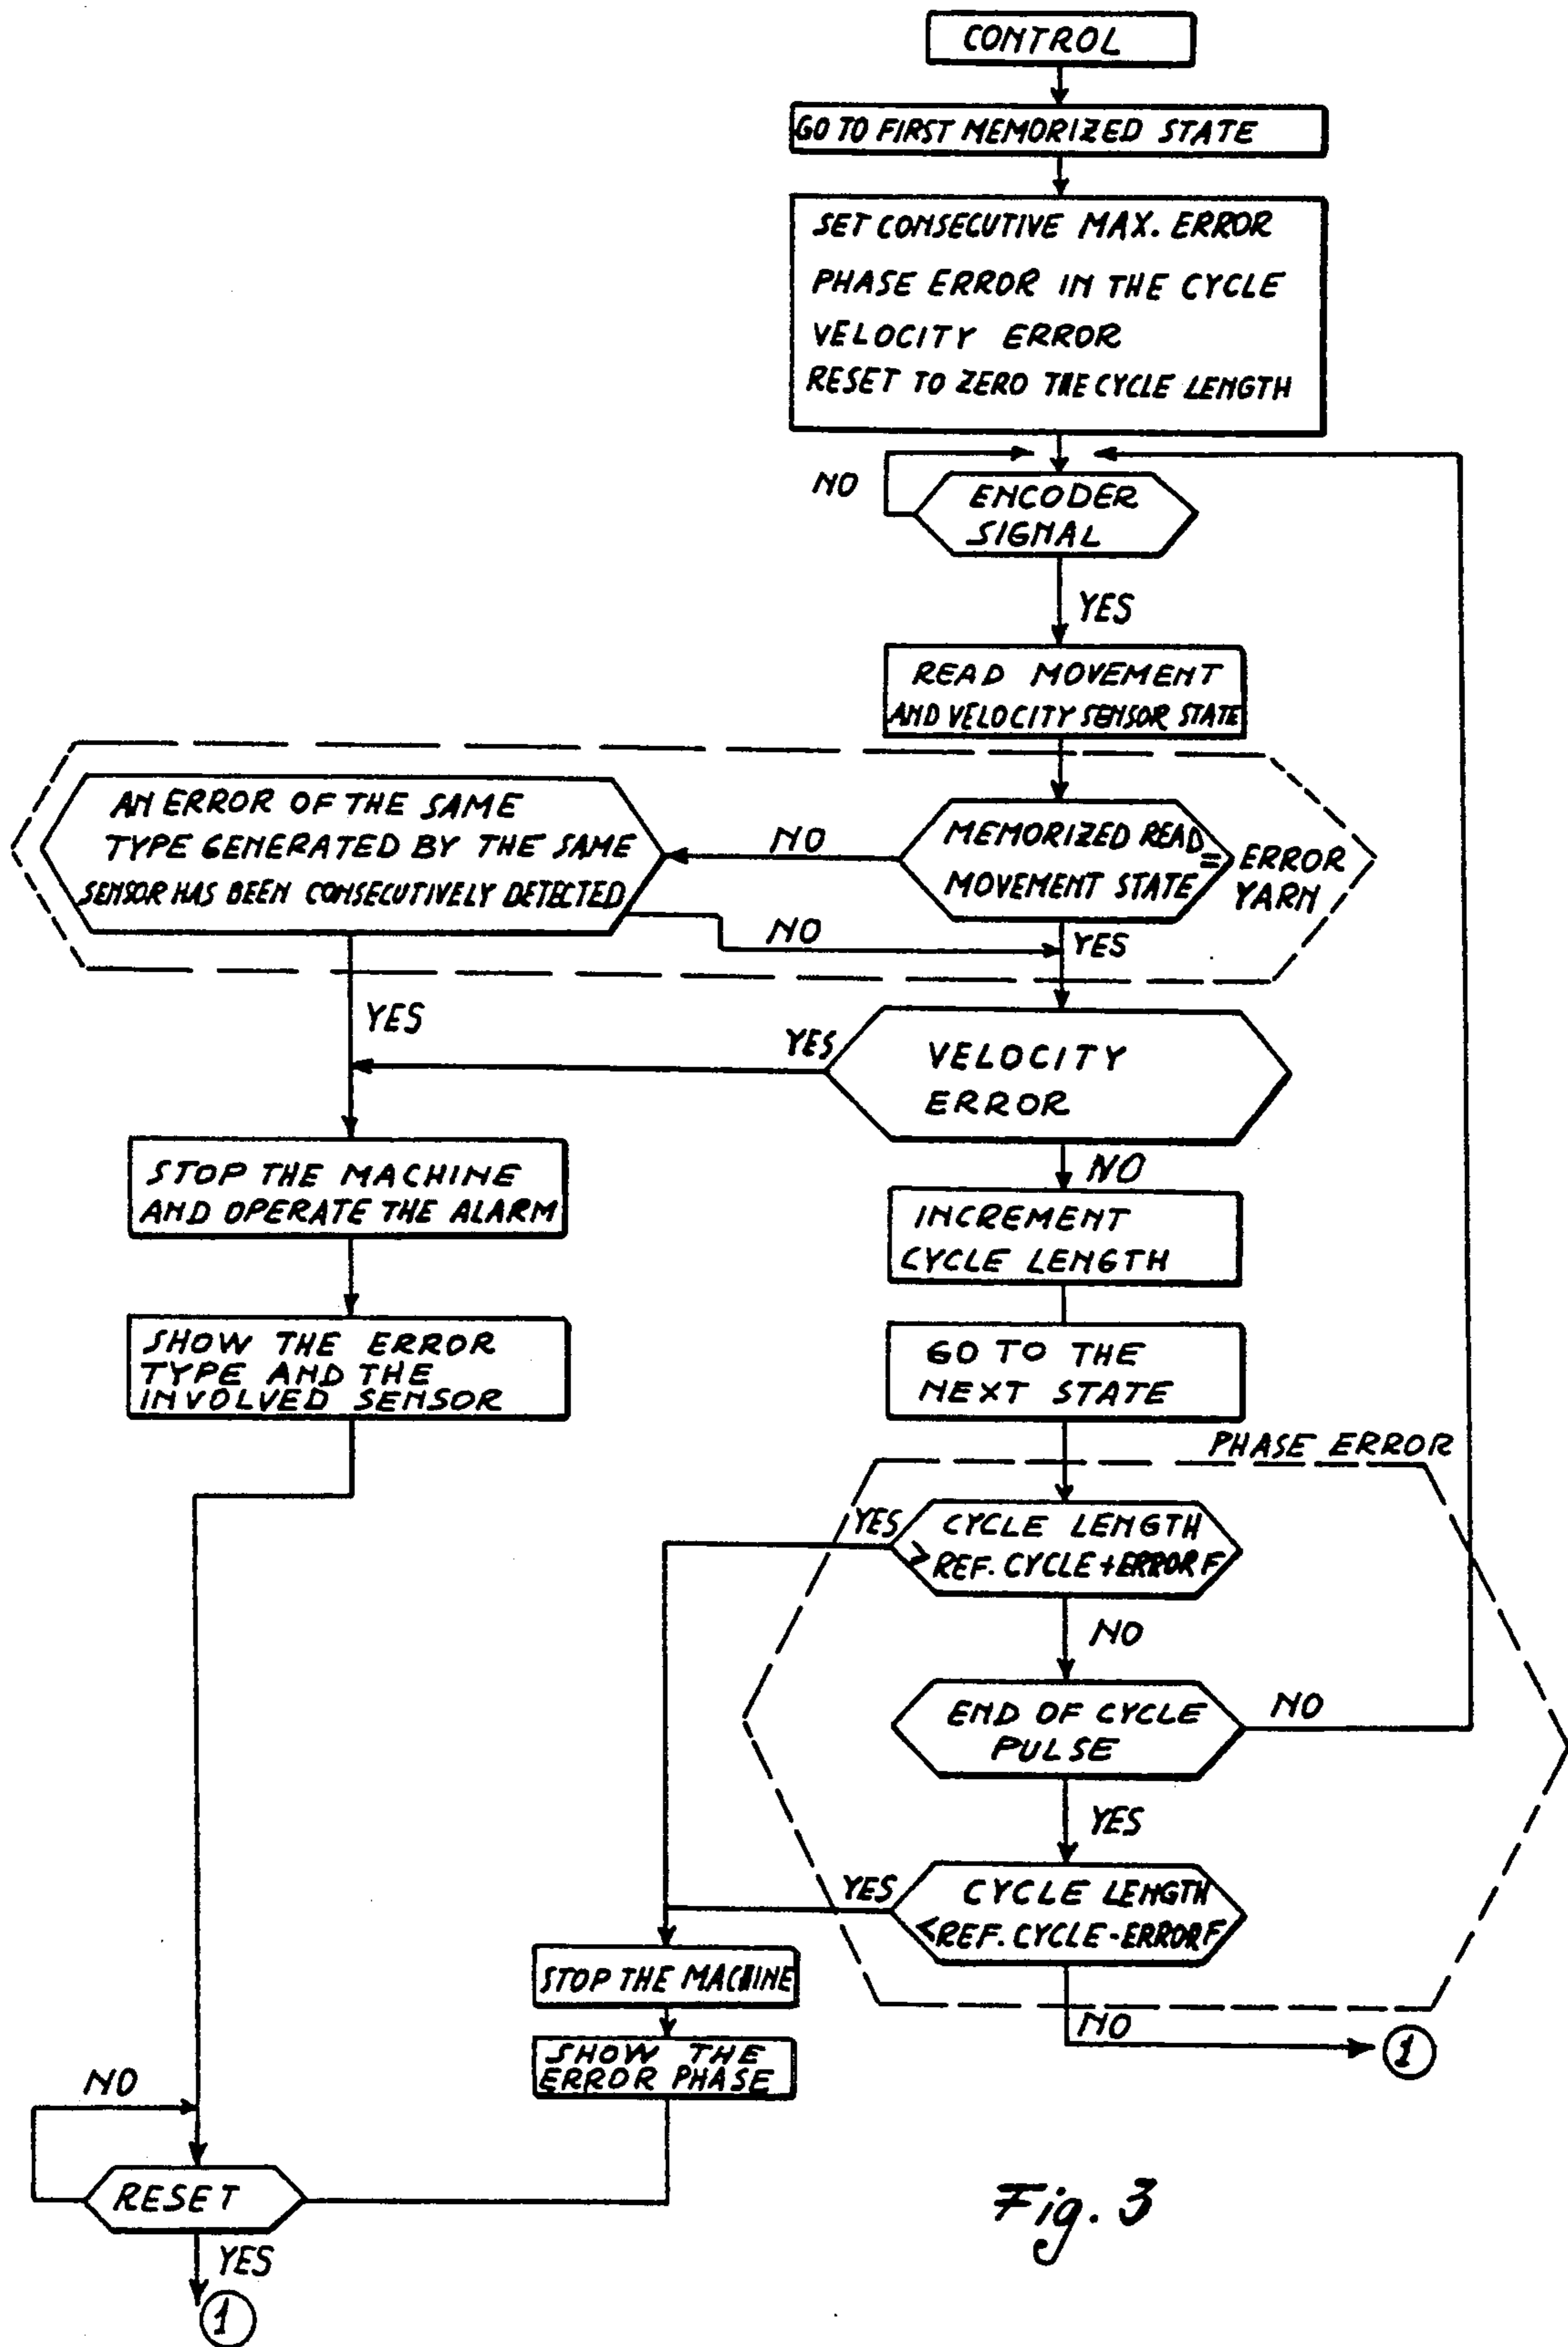 CONTROL
GO TO FIRST MEMORIZED STATE
SET CONSECUTIVE MAX. ERROR
PHASE ERROR IN THE CYCLE
VELOCITY ERROR
RESET TO ZERO THE CYCLE LENGTH
NO
ENCODER
SIGNAL
YES
READ MOVEMENT
AND VELOCITY SENSOR STATE
AN ERROR OF THE SAME
TYPE GENERATED BY THE SAME
SENSOR HAS BEEN CONSECUTIVELY DETECTED
NO
MEMORIZED READ
MOVEMENT STATE
=
ERROR
YARN
NO
YES
YES
YES
VELOCITY
ERROR
NO
STOP THE MACHINE
AND OPERATE THE ALARM
INCREMENT
CYCLE LENGTH
SHOW THE ERROR
TYPE AND THE
INVOLVED SENSOR
GO TO THE
NEXT STATE
PHASE ERROR
YES
CYCLE LENGTH
> REF. CYCLE + ERROR F
NO
END OF CYCLE
PULSE
NO
YES
YES
CYCLE LENGTH
< REF. CYCLE - ERROR F
STOP THE MACHINE
NO
1
SHOW THE
ERROR PHASE
NO
RESET
YES
1
Fig. 3